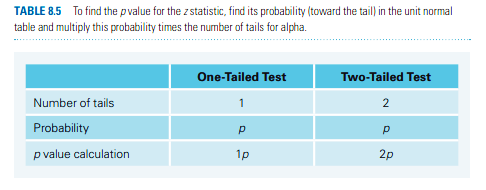 TABLE 8.5 To find the p value for the z statistic, find its probability (toward the tail) in the unit normal
table and multiply this probability times the number of tails for alpha.
One-Tailed Test Two-Tailed Test
Number of tails 1 2
Probability p p
p value calculation 1p 2p